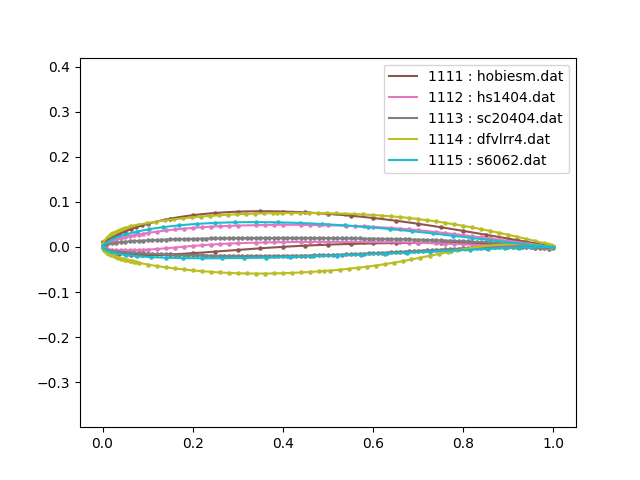 0.4
0.3
0.2
0.1
0.0
−0.1
−0.2
−0.3
0.0 0.2 0.4 0.6 0.8 1.0
1111 : hobiesm.dat
1112 : hs1404.dat
1113 : sc20404.dat
1114 : dfvlrr4.dat
1115 : s6062.dat